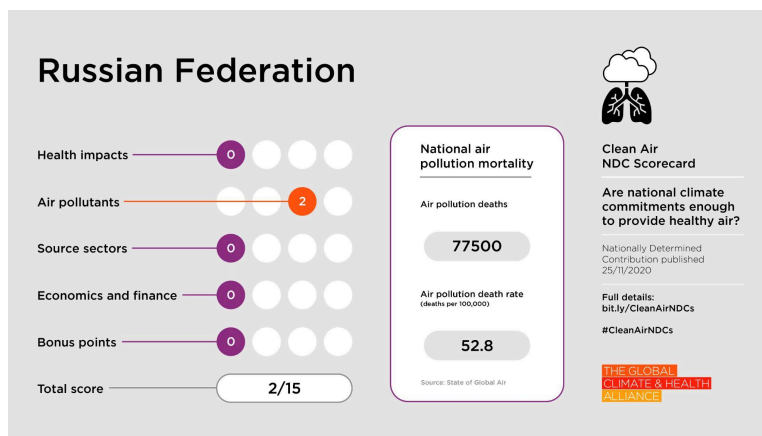 Russian Federation
Health impacts 0
Air pollutants 2
Source sectors 0
Economics and finance 0
Bonus points 0
Total score 2/15
National air
pollution mortality
Air pollution deaths
77500
Air pollution death rate
(deaths per 100,000)
52.8
Source: State of Global Air
Clean Air
NDC Scorecard
Are national climate
commitments enough
to provide healthy air?
Nationally Determined
Contribution published
25/11/2020
Full details:
bit.ly/CleanAirNDCs
#CleanAirNDCs
THE GLOBAL
CLIMATE & HEALTH
ALLIANCE